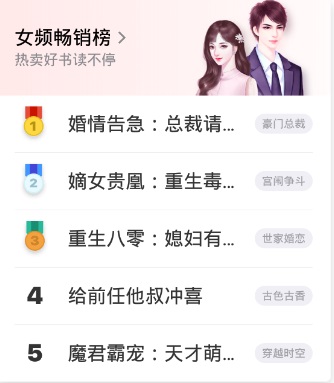 女频畅销榜 >
热卖好书读不停
1 婚情告急：总裁请... 豪门总裁
2 嫡女贵凰：重生毒... 宫闱争斗
3 重生八零：媳妇有... 世家婚恋
4 给前任他叔冲喜 古色古香
5 魔君霸宠：天才萌... 穿越时空